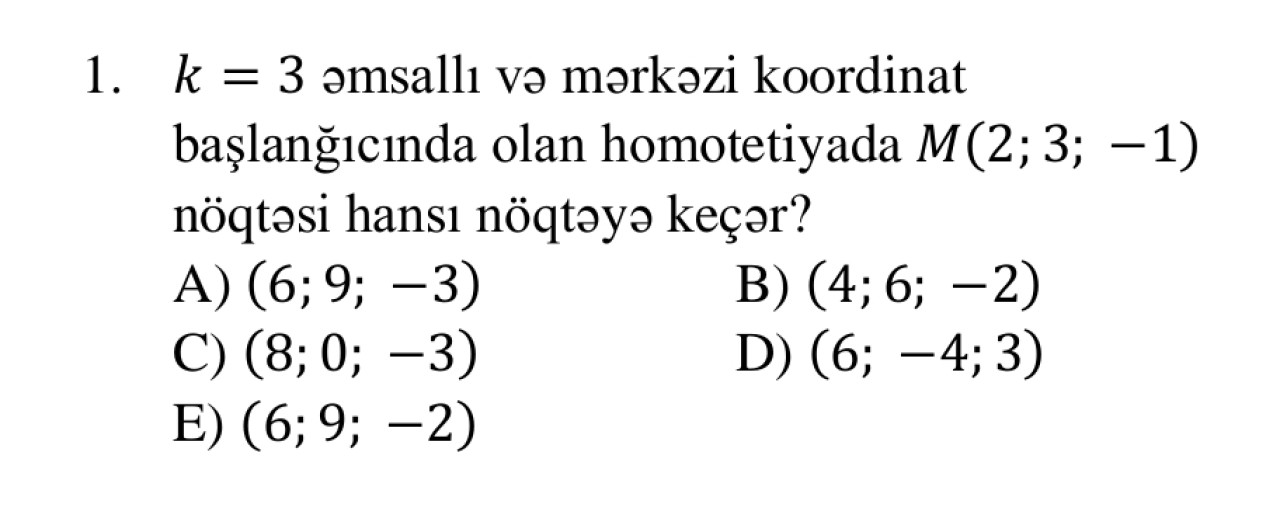 1. k = 3 əmsallı və mərkəzi koordinat
başlanğıcında olan homotetiyada M(2; 3; −1)
nöqtəsi hansı nöqtəyə keçər?
A) (6; 9; −3) B) (4; 6; −2)
C) (8; 0; −3) D) (6; −4; 3)
E) (6; 9; −2)